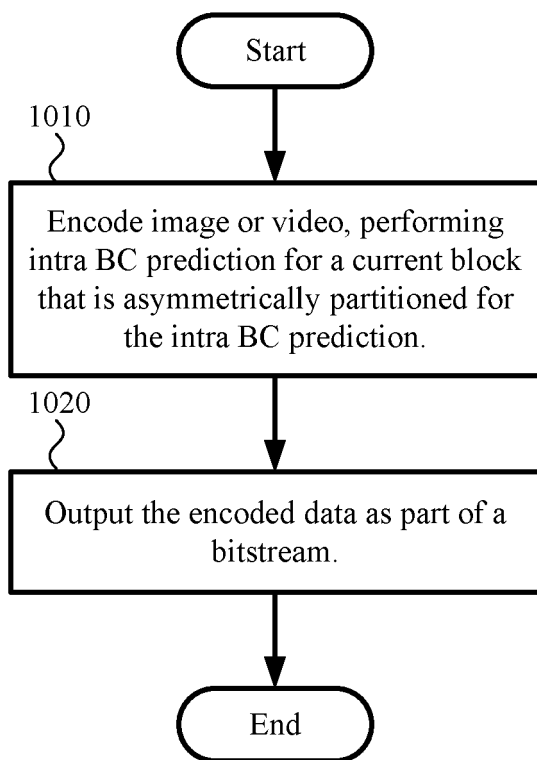 Start
1010
Encode image or video, performing
intra BC prediction for a current block
that is asymmetrically partitioned for
the intra BC prediction.
1020
Output the encoded data as part of a
bitstream.
End